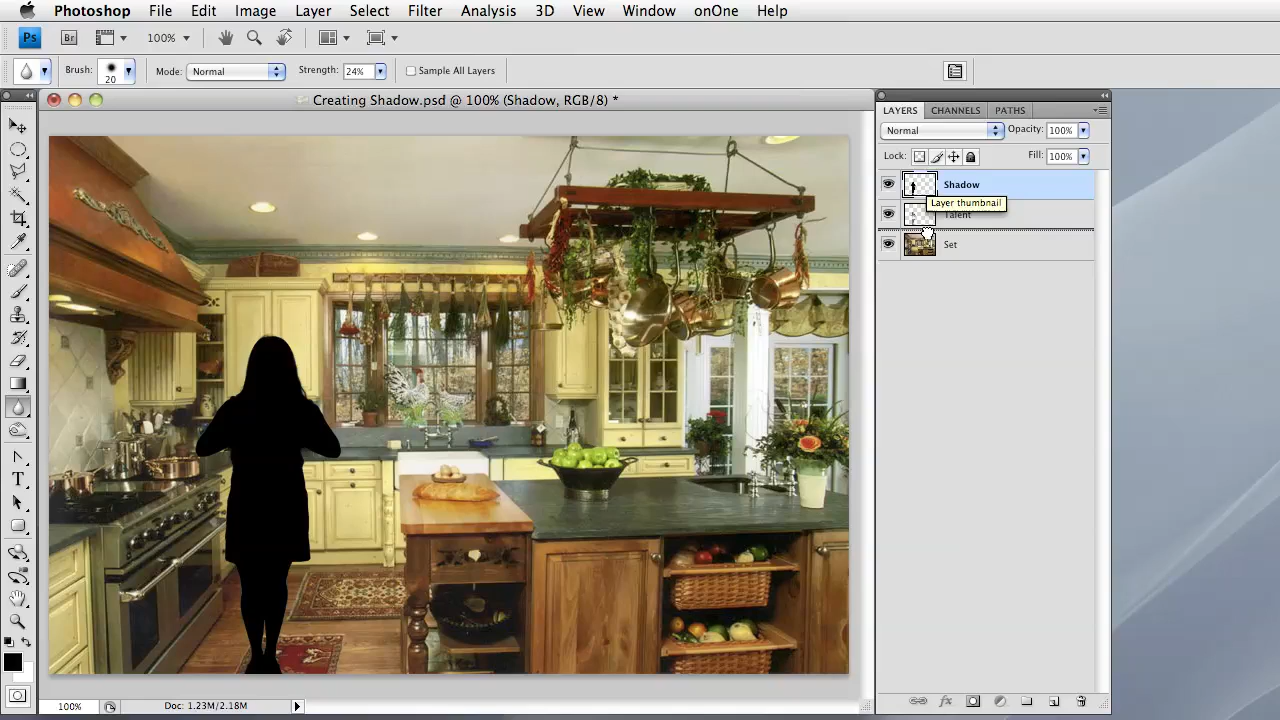 Photoshop File Edit Image Layer Select Filter Analysis 3D View Window onOne Help
Ps Br 100%
Brush: 20 Mode: Normal Strength: 24% Sample All Layers
Creating Shadow.psd @ 100% (Shadow, RGB/8) *
LAYERS CHANNELS PATHS
Normal Opacity: 100%
Lock: Fill: 100%
Shadow
Layer thumbnail
Talent
Set
T
fx
100% Doc: 1.23M/2.18M